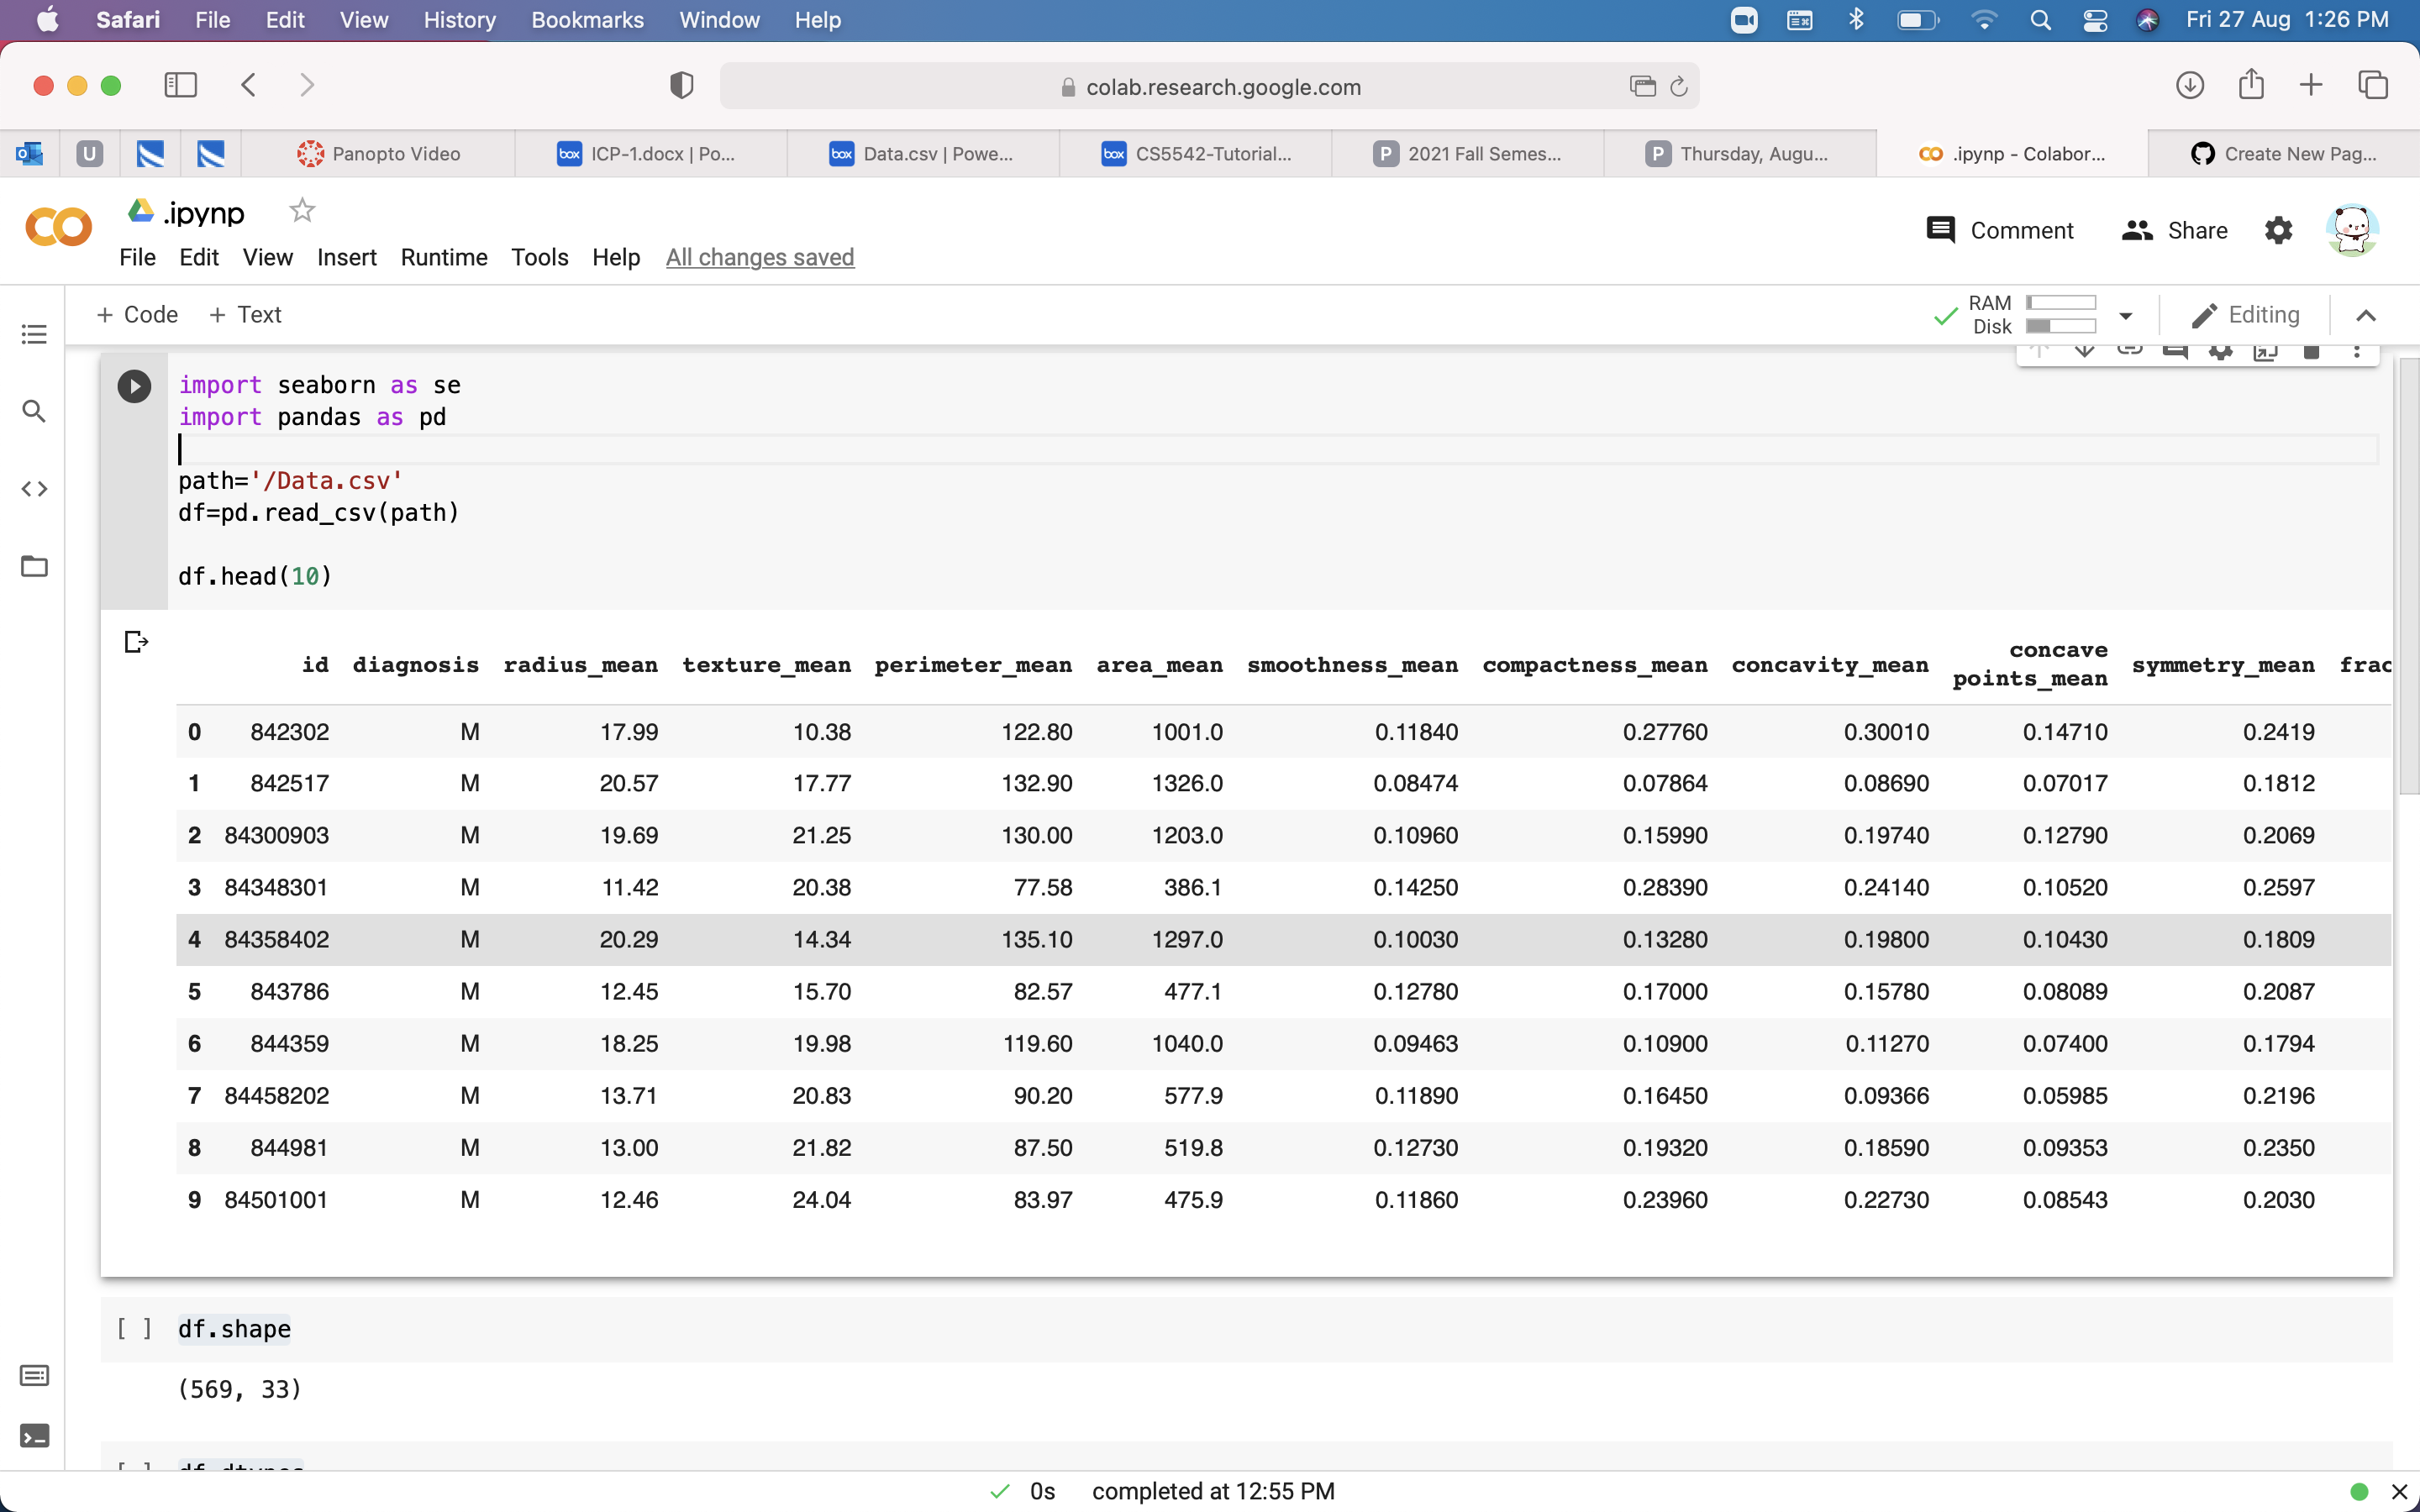 Safari File Edit View History Bookmarks Window Help Fri 27 Aug 1:26 PM
colab.research.google.com
U Panopto Video box ICP-1.docx | Po... box Data.csv | Powe... box CS5542-Tutorial... P 2021 Fall Semes... P Thursday, Augu... .ipynp - Colabor... Create New Pag...
.ipynp
Comment Share
File Edit View Insert Runtime Tools Help All changes saved
+ Code + Text RAM Disk Editing
import seaborn as se
import pandas as pd
path='/Data.csv'
df=pd.read_csv(path)
df.head(10)
id diagnosis radius_mean texture_mean perimeter_mean area_mean smoothness_mean compactness_mean concavity_mean concave points_mean symmetry_mean frac
0 842302 M 17.99 10.38 122.80 1001.0 0.11840 0.27760 0.30010 0.14710 0.2419
1 842517 M 20.57 17.77 132.90 1326.0 0.08474 0.07864 0.08690 0.07017 0.1812
2 84300903 M 19.69 21.25 130.00 1203.0 0.10960 0.15990 0.19740 0.12790 0.2069
3 84348301 M 11.42 20.38 77.58 386.1 0.14250 0.28390 0.24140 0.10520 0.2597
4 84358402 M 20.29 14.34 135.10 1297.0 0.10030 0.13280 0.19800 0.10430 0.1809
5 843786 M 12.45 15.70 82.57 477.1 0.12780 0.17000 0.15780 0.08089 0.2087
6 844359 M 18.25 19.98 119.60 1040.0 0.09463 0.10900 0.11270 0.07400 0.1794
7 84458202 M 13.71 20.83 90.20 577.9 0.11890 0.16450 0.09366 0.05985 0.2196
8 844981 M 13.00 21.82 87.50 519.8 0.12730 0.19320 0.18590 0.09353 0.2350
9 84501001 M 12.46 24.04 83.97 475.9 0.11860 0.23960 0.22730 0.08543 0.2030
[ ] df.shape
(569, 33)
[ ] df.dtypes
0s completed at 12:55 PM